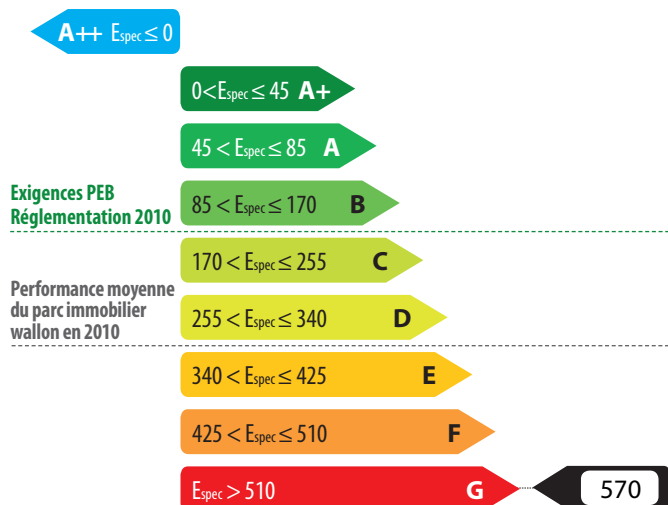 A++ Espec ≤ 0
0<Espec ≤ 45 A+
45 < Espec ≤ 85 A
Exigences PEB
Réglementation 2010
85 < Espec ≤ 170 B
170 < Espec ≤ 255 C
Performance moyenne
du parc immobilier
wallon en 2010
255 < Espec ≤ 340 D
340 < Espec ≤ 425 E
425 < Espec ≤ 510 F
Espec > 510 G 570